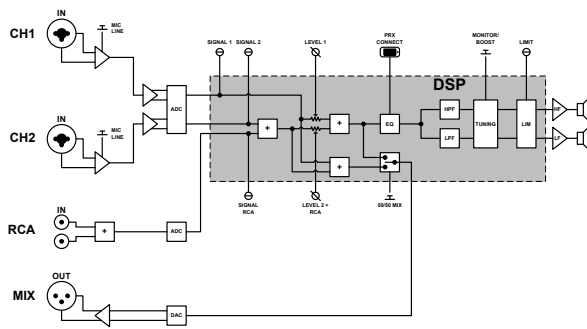 CH1
IN
MIC
LINE
CH2
IN
MIC
LINE
RCA
IN
MIX
OUT
ADC
ADC
DAC
SIGNAL 1
SIGNAL 2
LEVEL 1
PRX
CONNECT
MONITOR/
BOOST
LIMIT
DSP
+
+
+
+
EQ
HPF
LPF
TUNING
LIM
HF
LF
SIGNAL
RCA
LEVEL 2 +
RCA
50/50 MIX